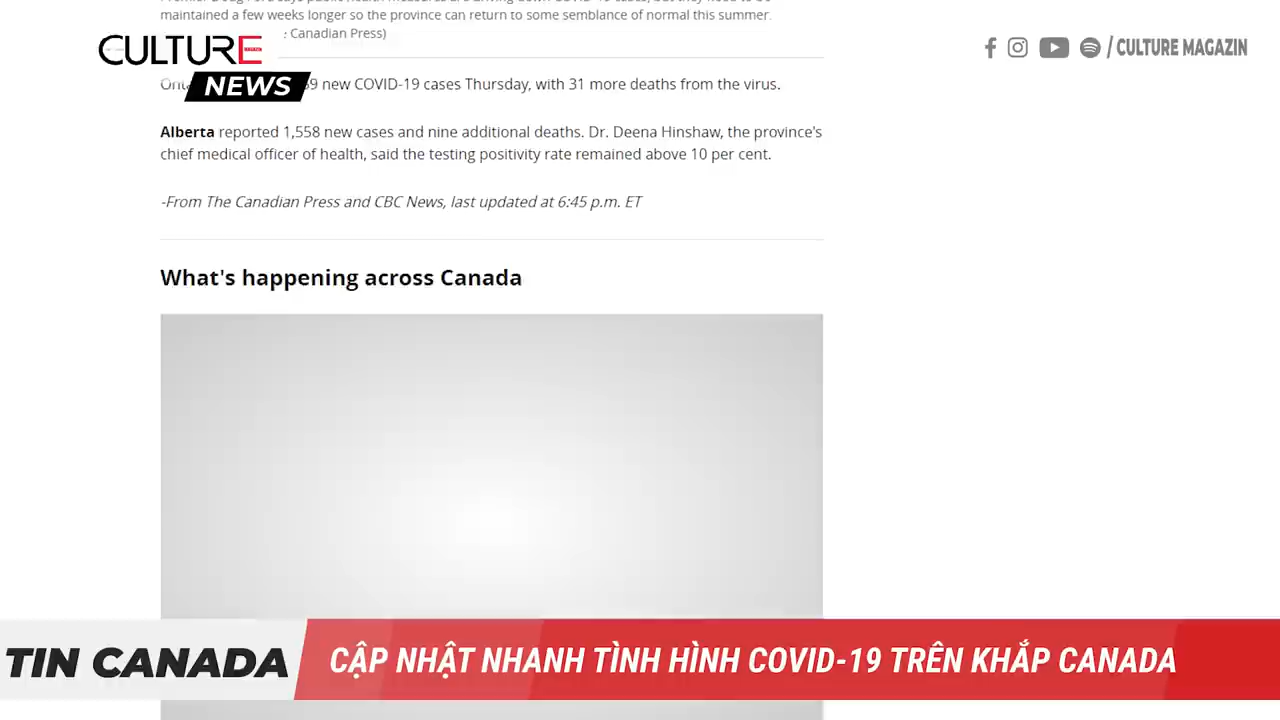 maintained a few weeks longer so the province can return to some semblance of normal this summer.
: Canadian Press)
CULTURE
NEWS
/ CULTURE MAGAZIN
9 new COVID-19 cases Thursday, with 31 more deaths from the virus.
Alberta reported 1,558 new cases and nine additional deaths. Dr. Deena Hinshaw, the province's
chief medical officer of health, said the testing positivity rate remained above 10 per cent.
-From The Canadian Press and CBC News, last updated at 6:45 p.m. ET
What's happening across Canada
TIN CANADA
CẬP NHẬT NHANH TÌNH HÌNH COVID-19 TRÊN KHẮP CANADA